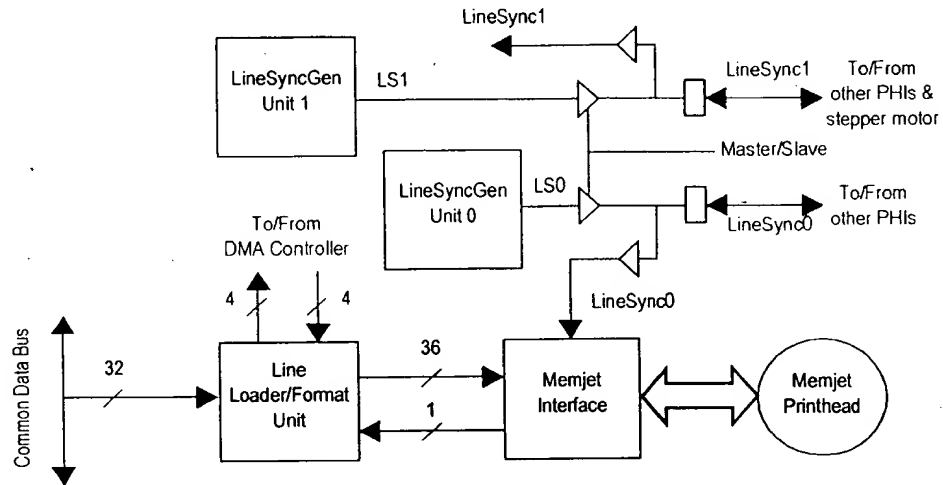 LineSync1
LineSyncGen
Unit 1
LS1
LineSync1
To/From
other PHIs &
stepper motor
Master/Slave
LineSyncGen
Unit 0
LS0
To/From
other PHIs
LineSync0
To/From
DMA Controller
4
4
LineSync0
Common Data Bus
32
Line
Loader/Format
Unit
36
1
Memjet
Interface
Memjet
Printhead